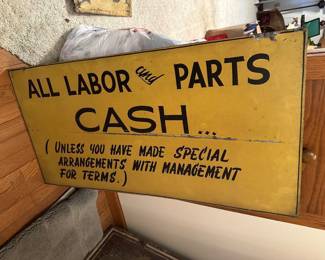 ALL LABOR and PARTS
CASH...
(UNLESS YOU HAVE MADE SPECIAL
ARRANGEMENTS WITH MANAGEMENT
FOR TERMS.)